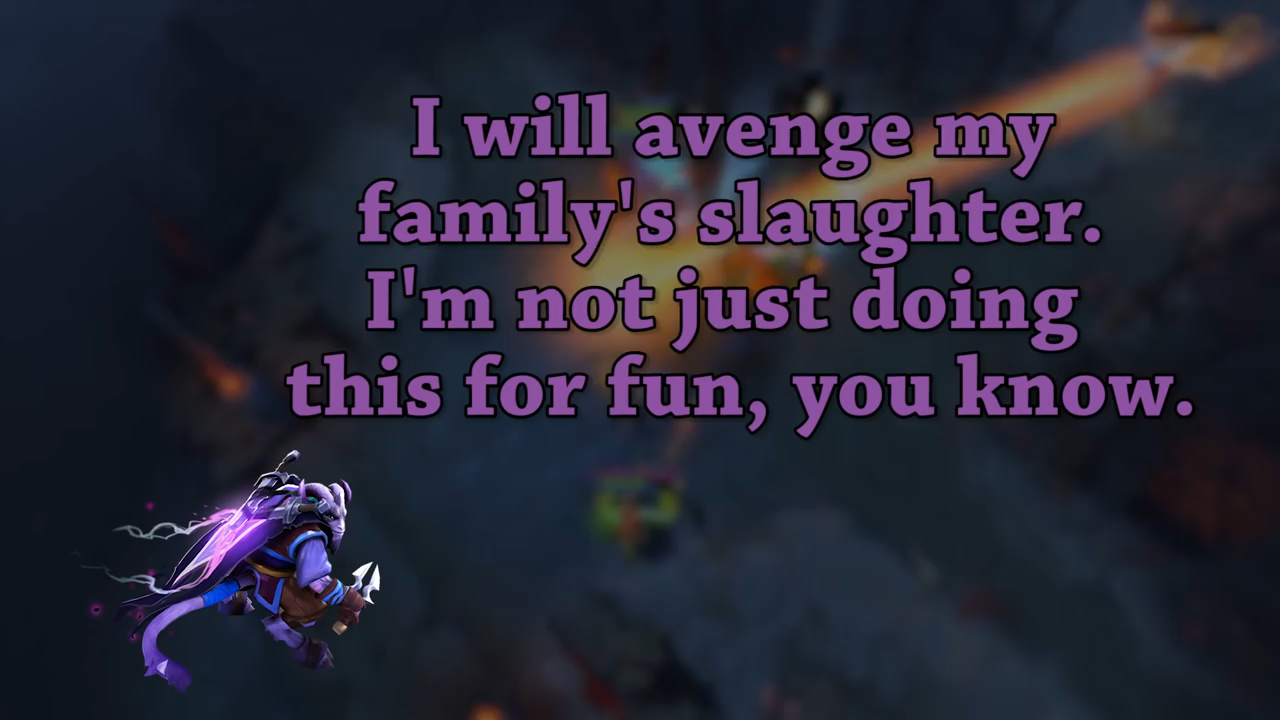 I will avenge my
family's slaughter.
I'm not just doing
this for fun, you know.